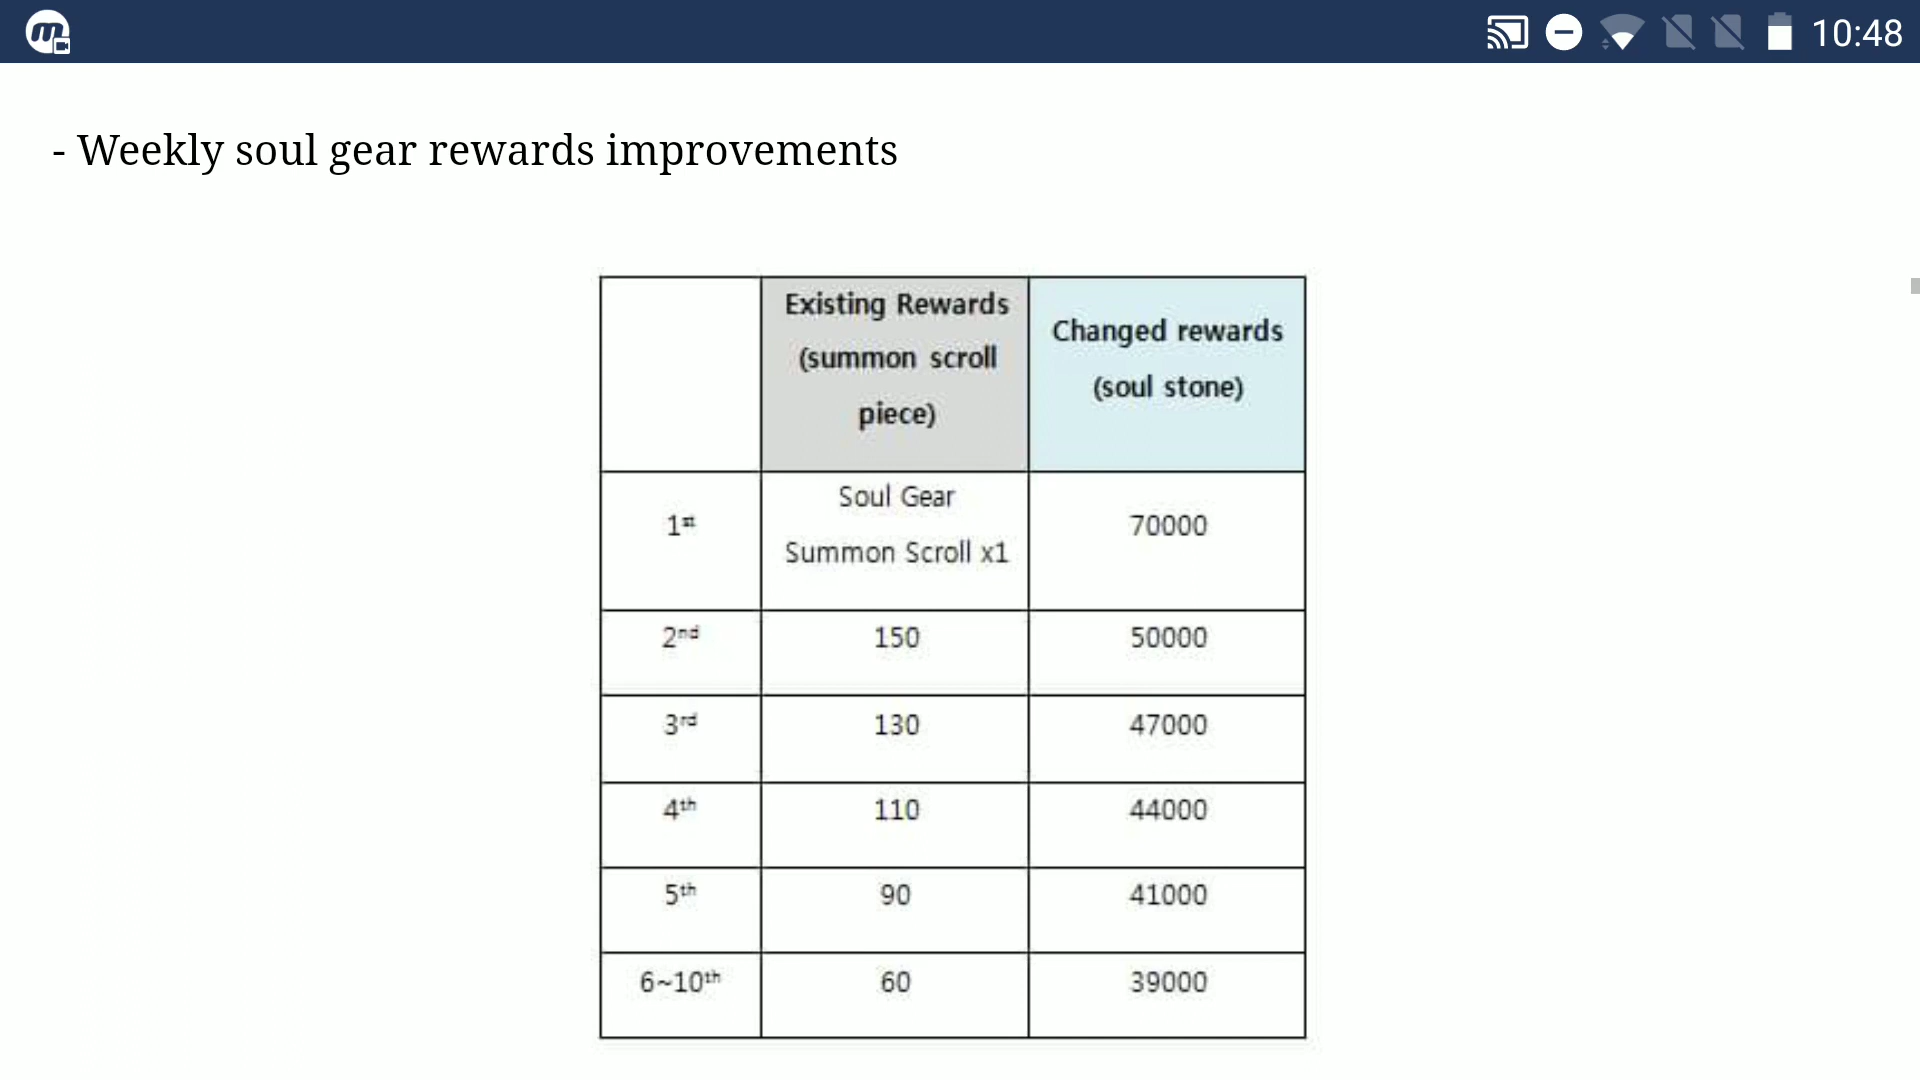 10:48
- Weekly soul gear rewards improvements
Existing Rewards
(summon scroll
piece)
Changed rewards
(soul stone)
1st
Soul Gear
Summon Scroll x1
70000
2nd
150
50000
3rd
130
47000
4th
110
44000
5th
90
41000
6~10th
60
39000